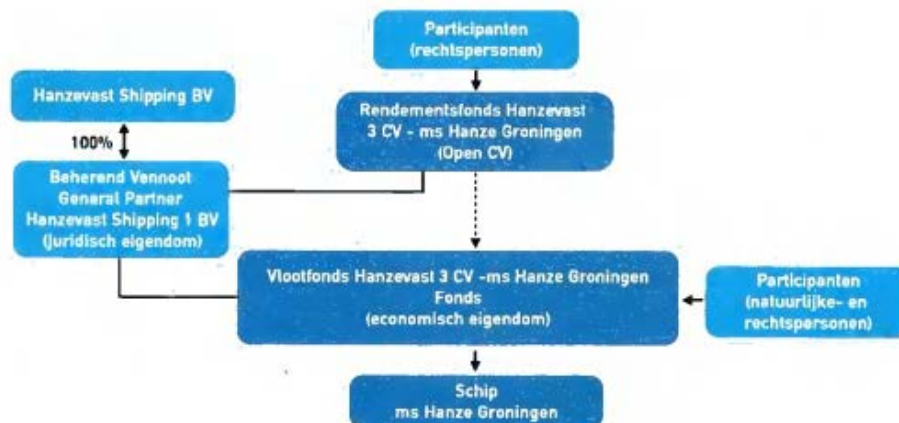 Participanten
(rechtspersonen)
Hanzevast Shipping BV
100%
Rendementsfonds Hanzevast
3 CV - ms Hanze Groningen
(Open CV)
Beherend Vennoot
General Partner
Hanzevast Shipping 1 BV
(juridisch eigendom)
Vlootfonds Hanzevast 3 CV -ms Hanze Groningen
Fonds
(economisch eigendom)
Participanten
(natuurlijke- en
rechtspersonen)
Schip
ms Hanze Groningen